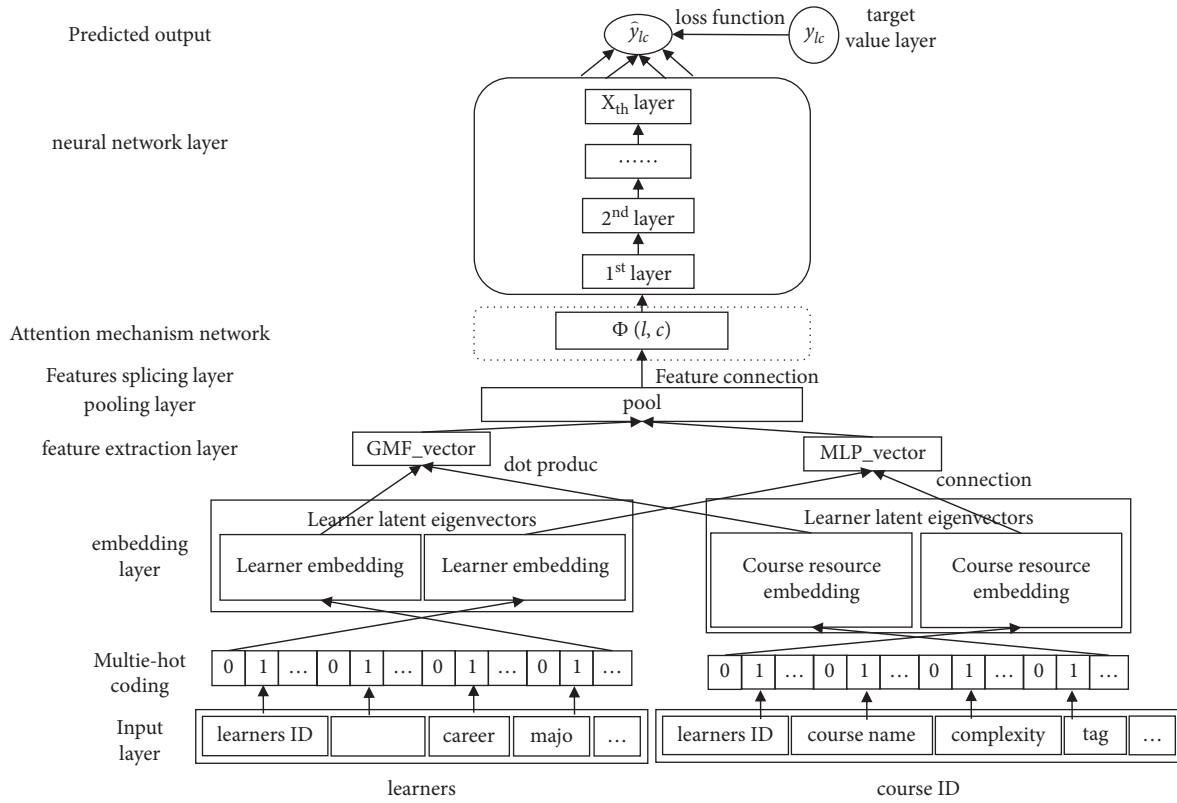 Predicted output
ŷlc
loss function
ylc
target
value layer
neural network layer
Xth layer
……
2nd layer
1st layer
Attention mechanism network
Φ (l, c)
Features splicing layer
Feature connection
pooling layer
pool
feature extraction layer
GMF_vector
MLP_vector
dot produc
connection
embedding
layer
Learner latent eigenvectors
Learner embedding
Learner embedding
Learner latent eigenvectors
Course resource
embedding
Course resource
embedding
Multie-hot
coding
0 1 … 0 1 … 0 1 … 0 1 …
0 1 … 0 1 … 0 1 … 0 1 …
Input
layer
learners ID
career
majo
…
learners ID
course name
complexity
tag
…
learners
course ID